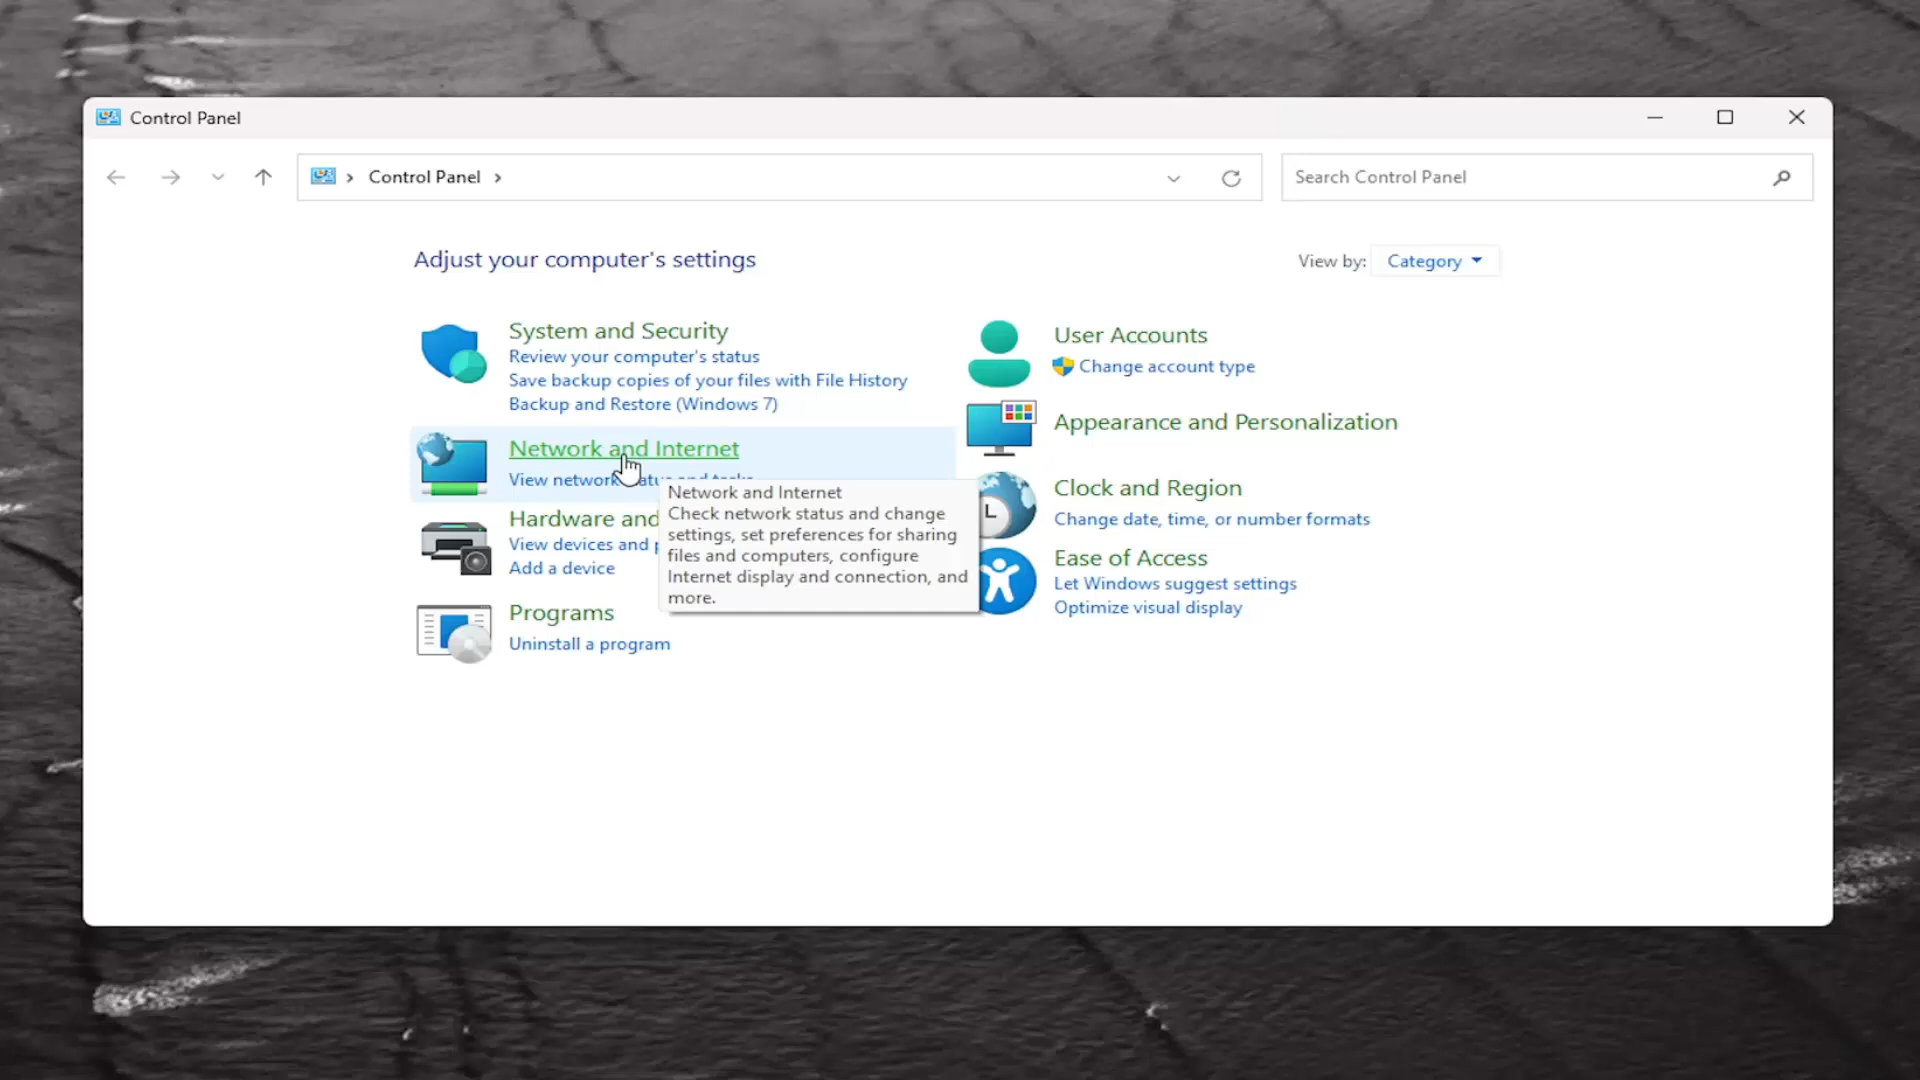 Control Panel
Control Panel
Search Control Panel
Adjust your computer's settings
View by: Category
System and Security
Review your computer's status
Save backup copies of your files with File History
Backup and Restore (Windows 7)
Network and Internet
View network
Network and Internet
Check network status and change
settings, set preferences for sharing
files and computers, configure
Internet display and connection, and
more.
Hardware and
View devices and
Add a device
Programs
Uninstall a program
User Accounts
Change account type
Appearance and Personalization
Clock and Region
Change date, time, or number formats
Ease of Access
Let Windows suggest settings
Optimize visual display